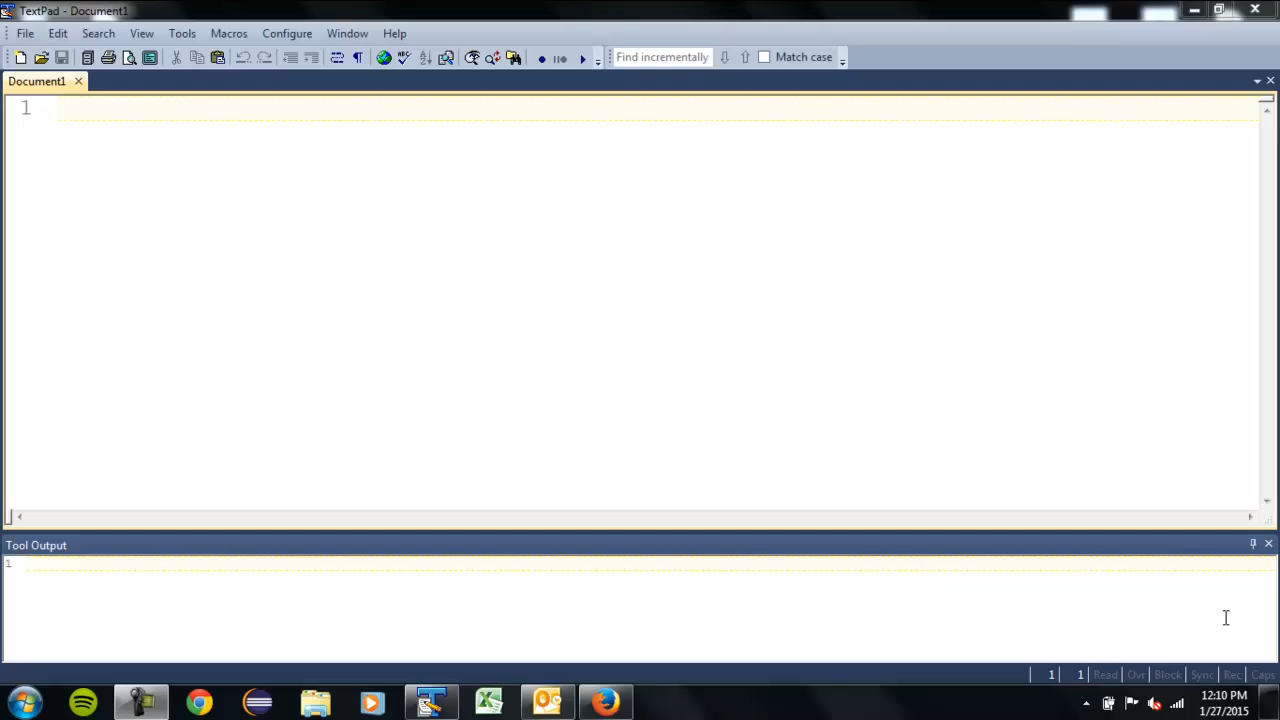 TextPad - Document1
File Edit Search View Tools Macros Configure Window Help
Find incrementally Match case
Document1
1
Tool Output
1
1 1 Read Ovr Block Sync Rec Caps
12:10 PM
1/27/2015